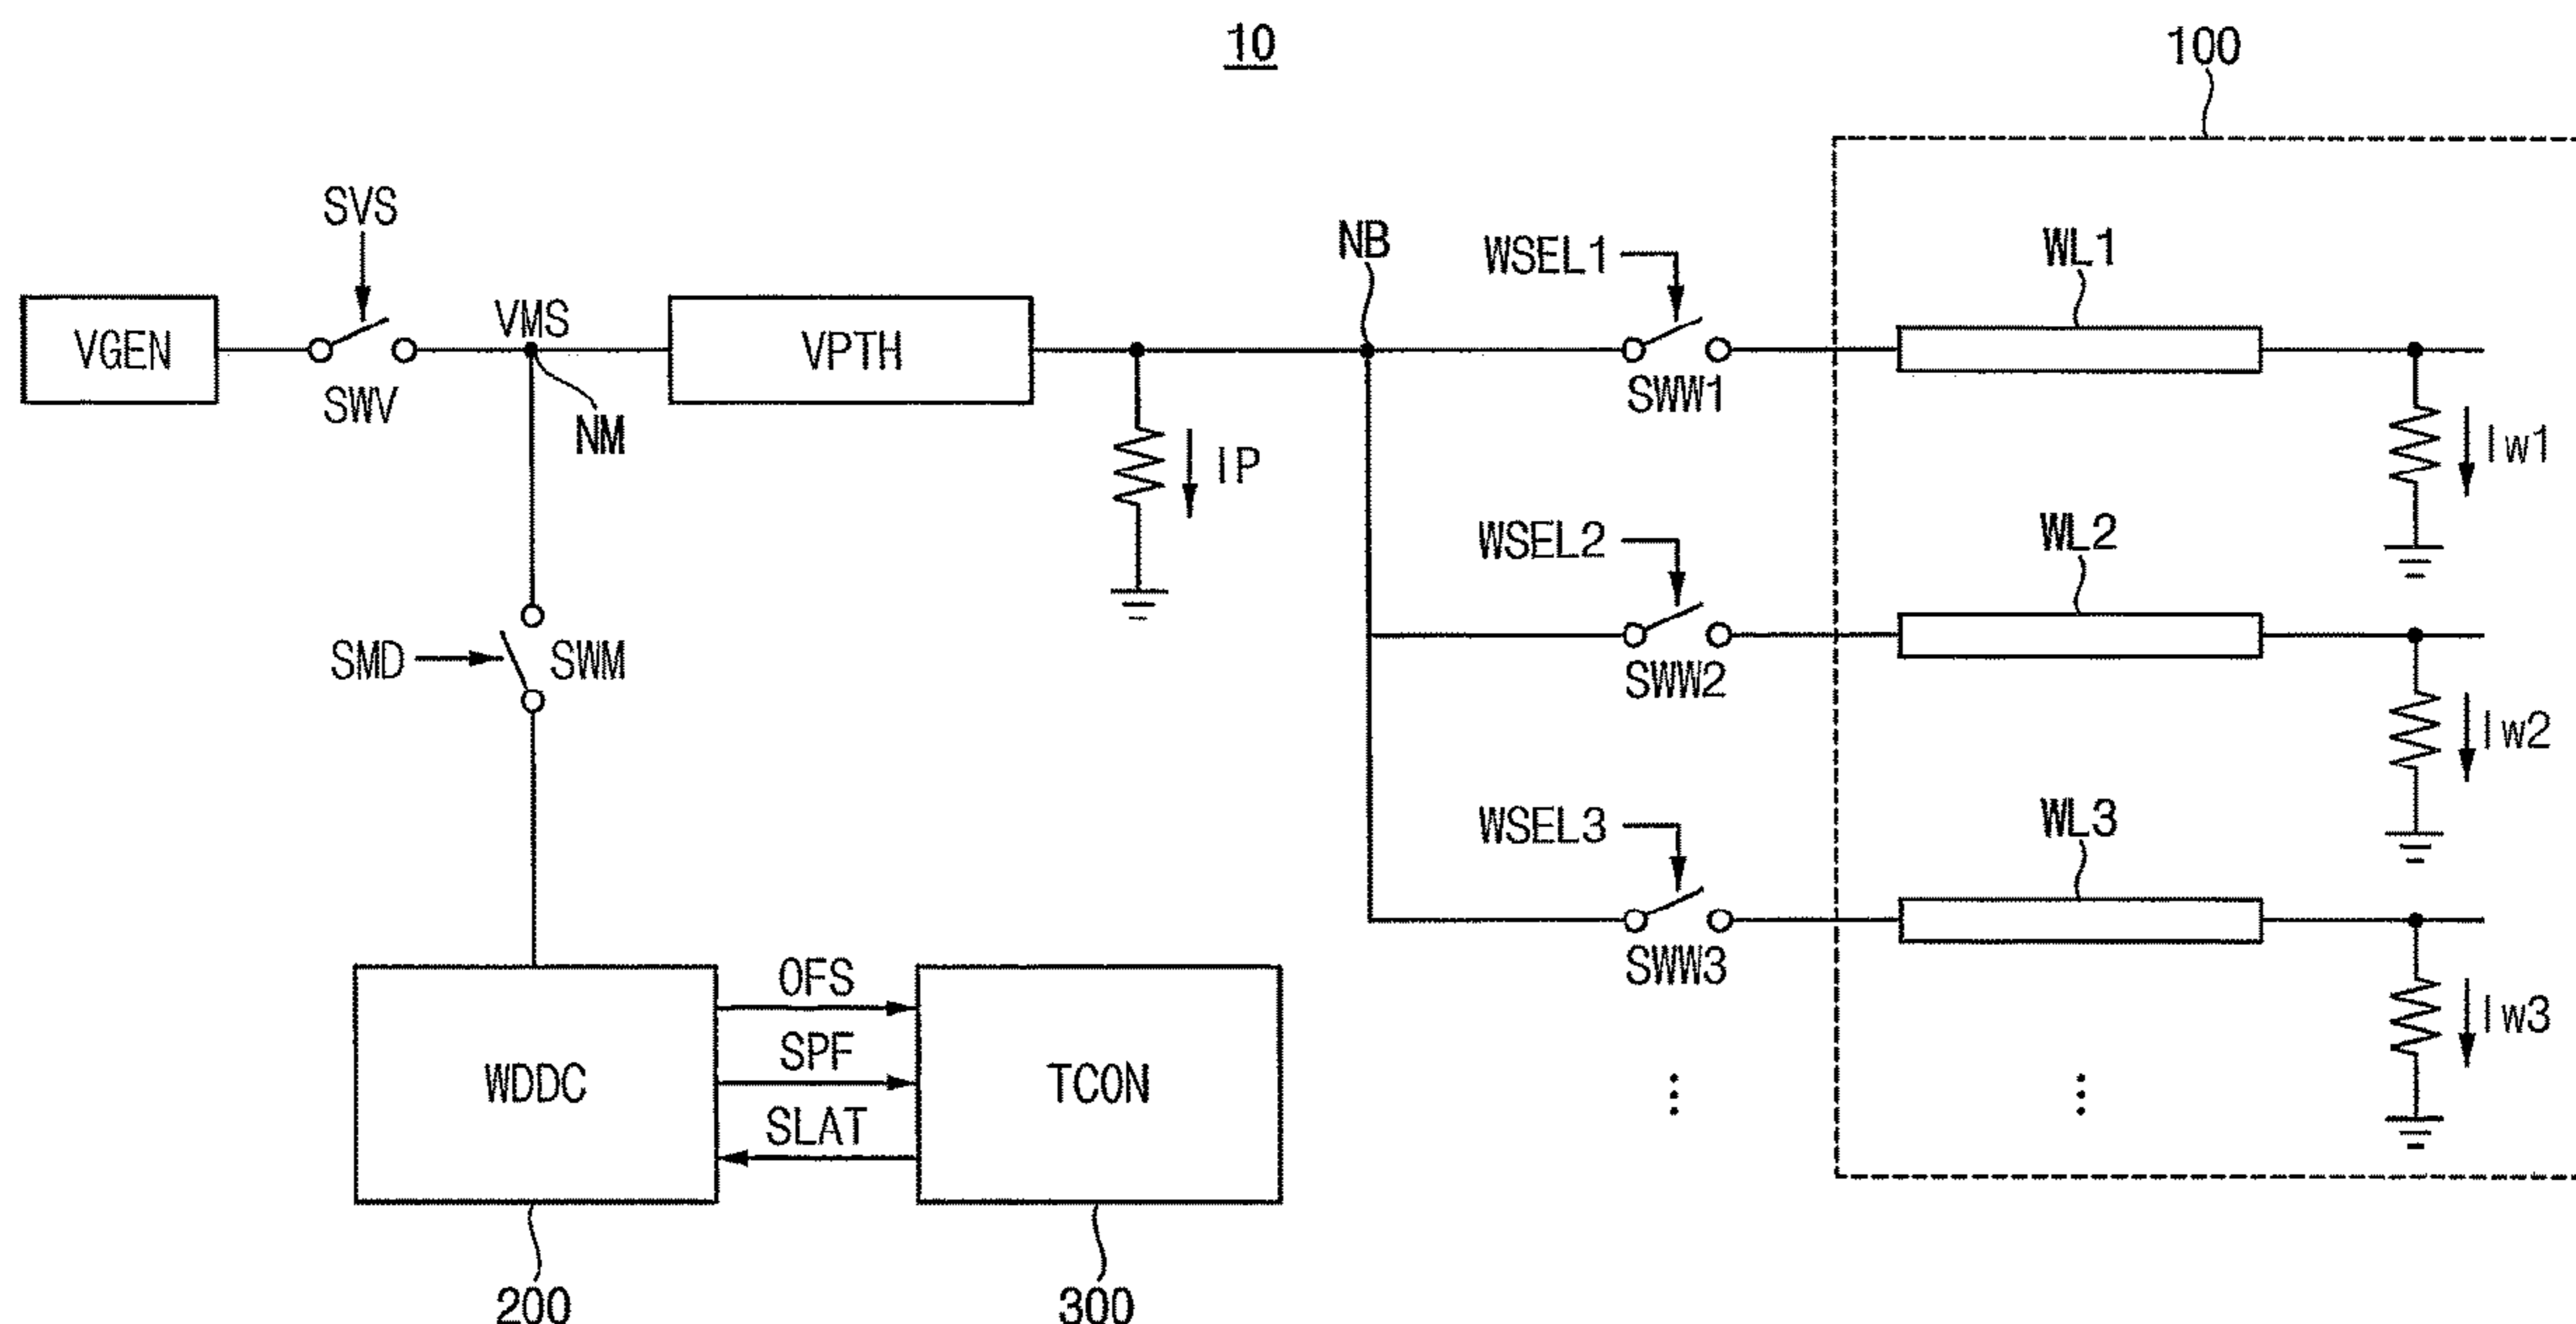 10
100
SVS
VGEN
SWV
VMS
NM
VPTH
IP
NB
WSEL1
SWW1
WL1
Iw1
WSEL2
SWW2
WL2
Iw2
SMD
SWM
WSEL3
SWW3
WL3
Iw3
WDDC
OFS
SPF
SLAT
TCON
200
300